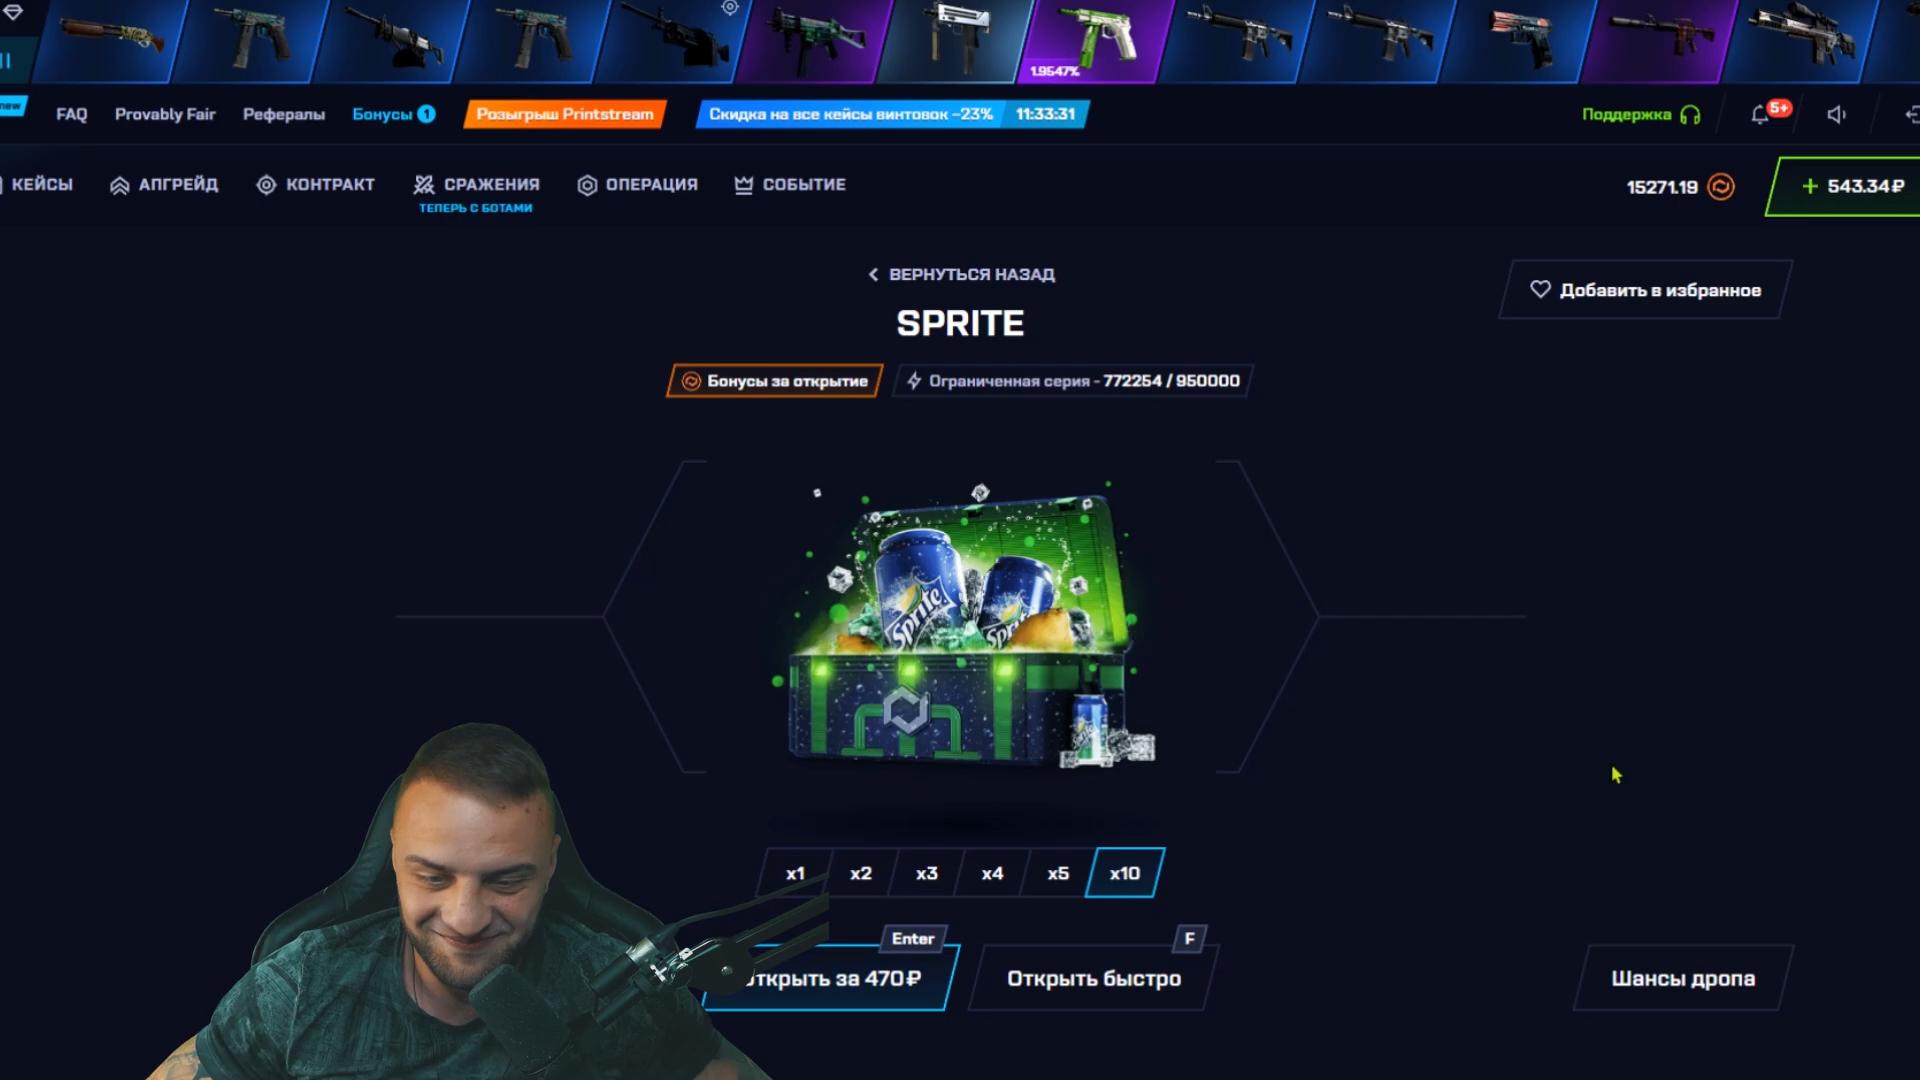 1.9547%
new
FAQ
Provably Fair
Рефералы
Бонусы 1
Розыгрыш Printstream
Скидка на все кейсы винтовок −23%
11:33:31
Поддержка
5+
КЕЙСЫ
АПГРЕЙД
КОНТРАКТ
СРАЖЕНИЯ
ТЕПЕРЬ С БОТАМИ
ОПЕРАЦИЯ
СОБЫТИЕ
15271.19
+ 543.34₽
ВЕРНУТЬСЯ НАЗАД
SPRITE
Добавить в избранное
Бонусы за открытие
Ограниченная серия - 772254 / 950000
Sprite
Sprite
x1
x2
x3
x4
x5
x10
Enter
F
за 470₽
Открыть быстро
Шансы дропа